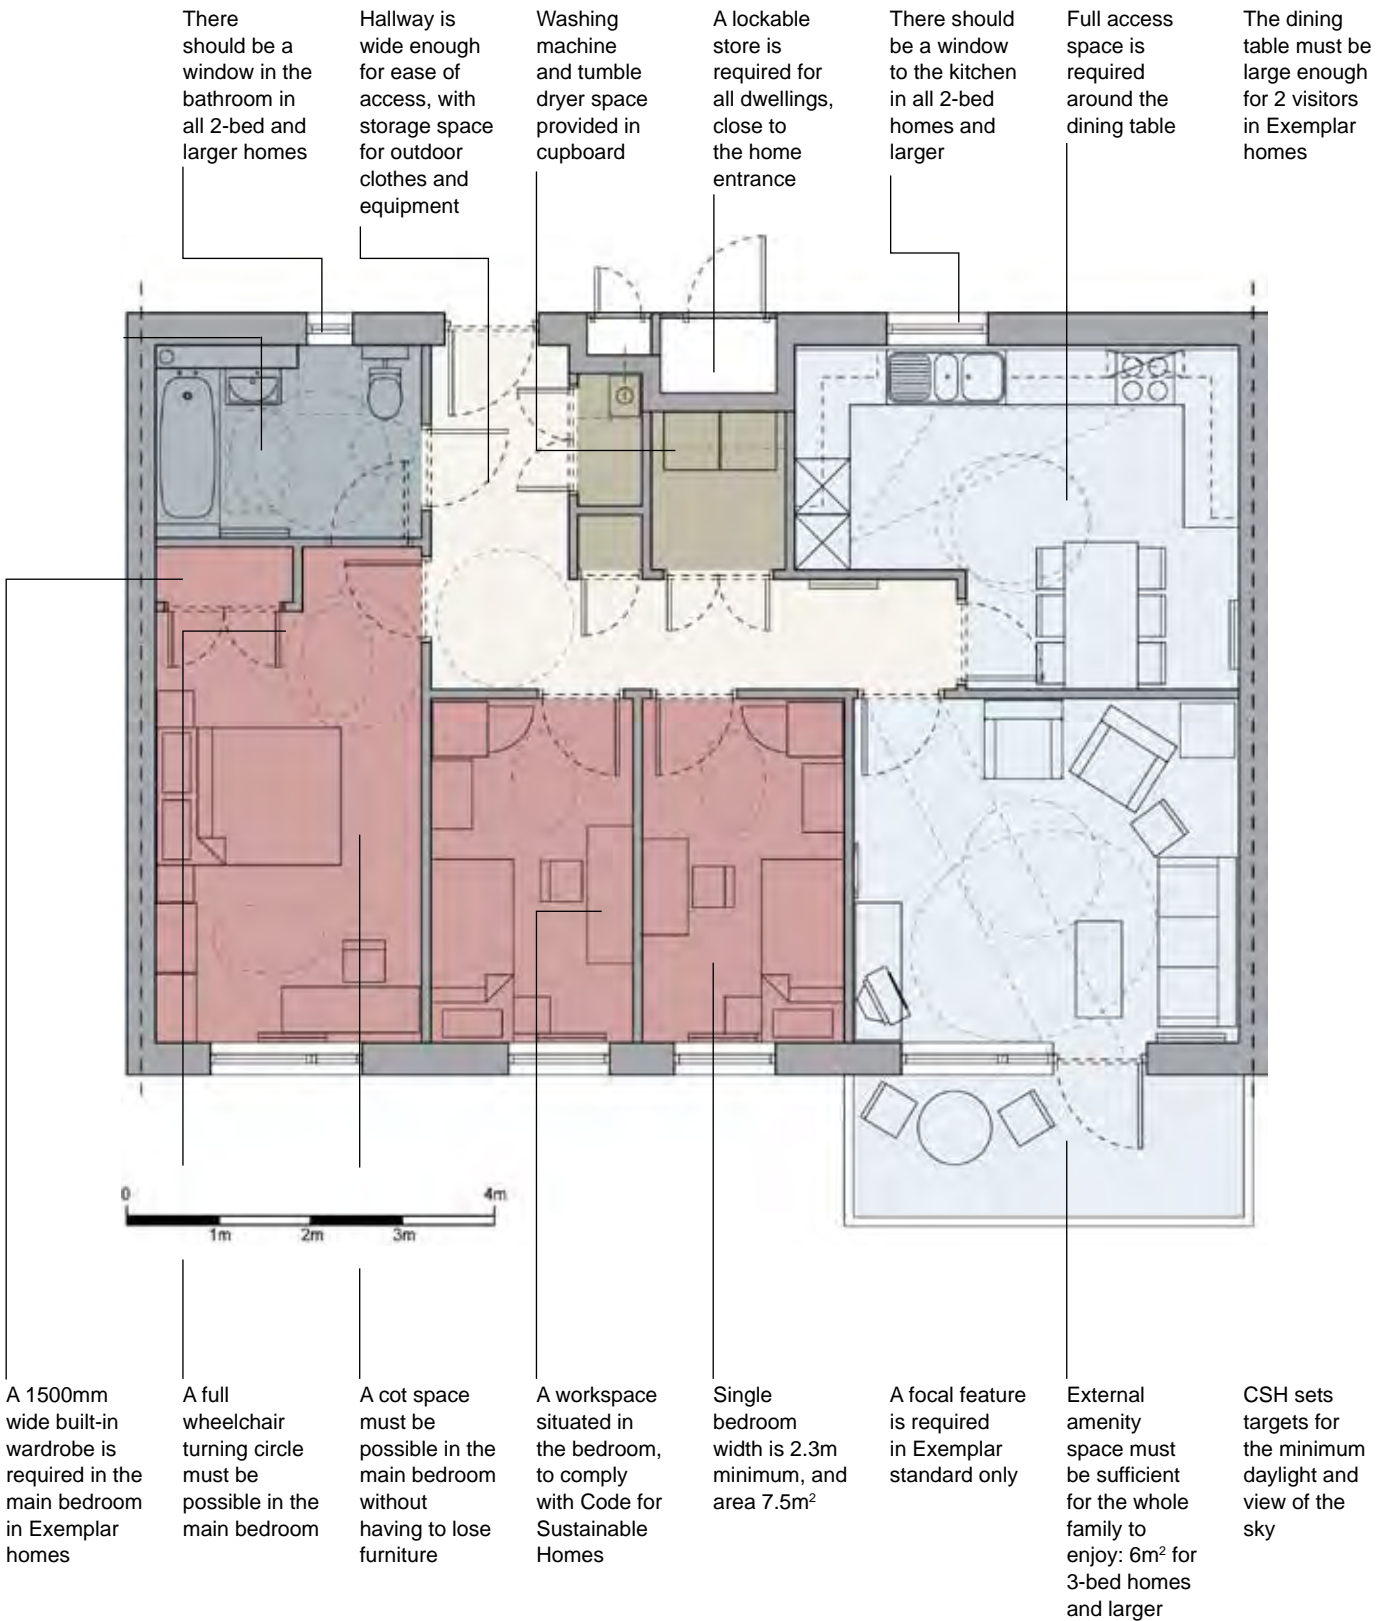 There
should be a
window in the
bathroom in
all 2-bed and
larger homes
Hallway is
wide enough
for ease of
access, with
storage space
for outdoor
clothes and
equipment
Washing
machine
and tumble
dryer space
provided in
cupboard
A lockable
store is
required for
all dwellings,
close to
the home
entrance
There should
be a window
to the kitchen
in all 2-bed
homes and
larger
Full access
space is
required
around the
dining table
The dining
table must be
large enough
for 2 visitors
in Exemplar
homes
0
4m
1m
2m
3m
A 1500mm
wide built-in
wardrobe is
required in the
main bedroom
in Exemplar
homes
A full
wheelchair
turning circle
must be
possible in the
main bedroom
A cot space
must be
possible in the
main bedroom
without
having to lose
furniture
A workspace
situated in
the bedroom,
to comply
with Code for
Sustainable
Homes
Single
bedroom
width is 2.3m
minimum, and
area 7.5m²
A focal feature
is required
in Exemplar
standard only
External
amenity
space must
be sufficient
for the whole
family to
enjoy: 6m² for
3-bed homes
and larger
CSH sets
targets for
the minimum
daylight and
view of the
sky